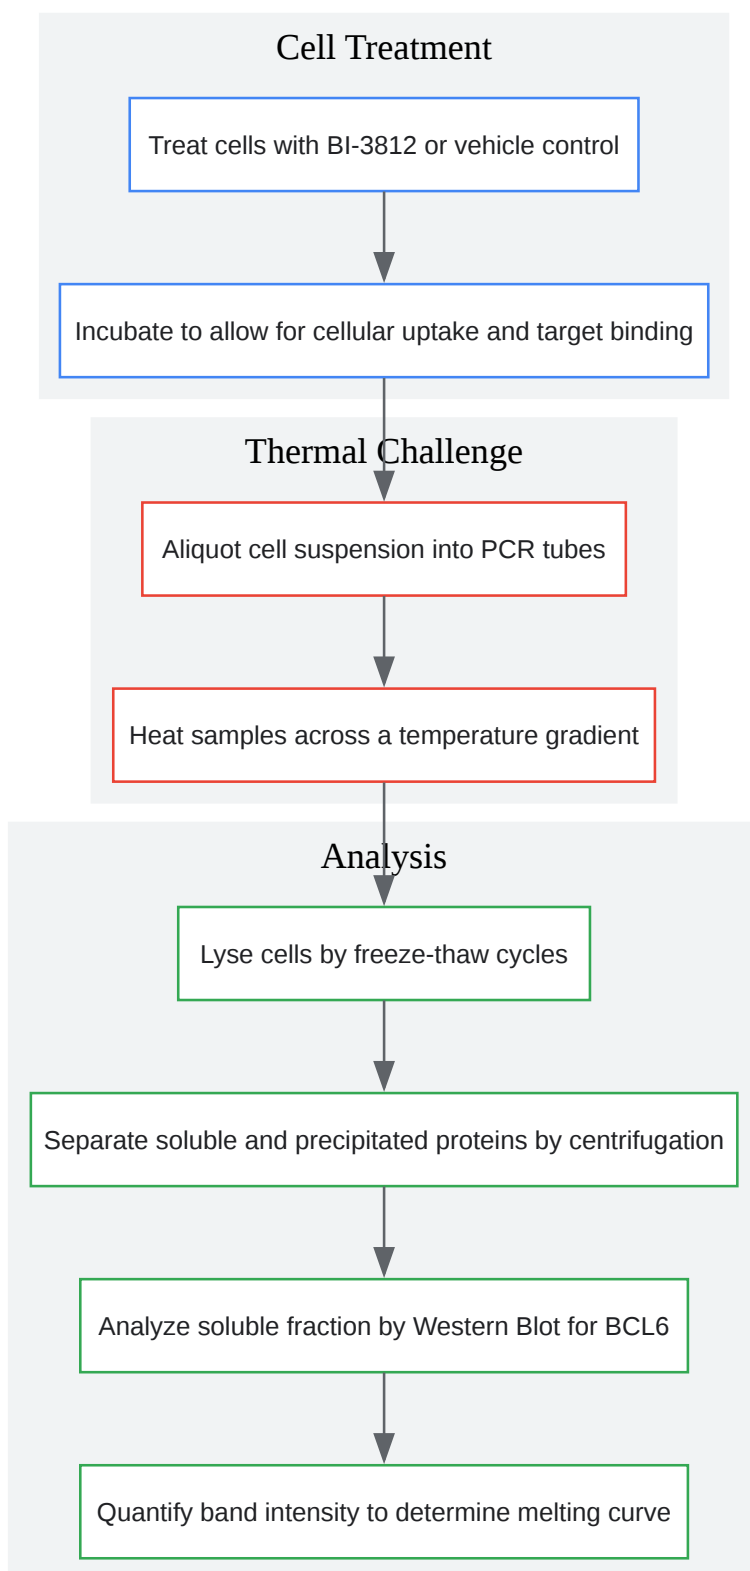 Cell Treatment
Treat cells with BI-3812 or vehicle control
Incubate to allow for cellular uptake and target binding
Thermal Challenge
Aliquot cell suspension into PCR tubes
Heat samples across a temperature gradient
Analysis
Lyse cells by freeze-thaw cycles
Separate soluble and precipitated proteins by centrifugation
Analyze soluble fraction by Western Blot for BCL6
Quantify band intensity to determine melting curve